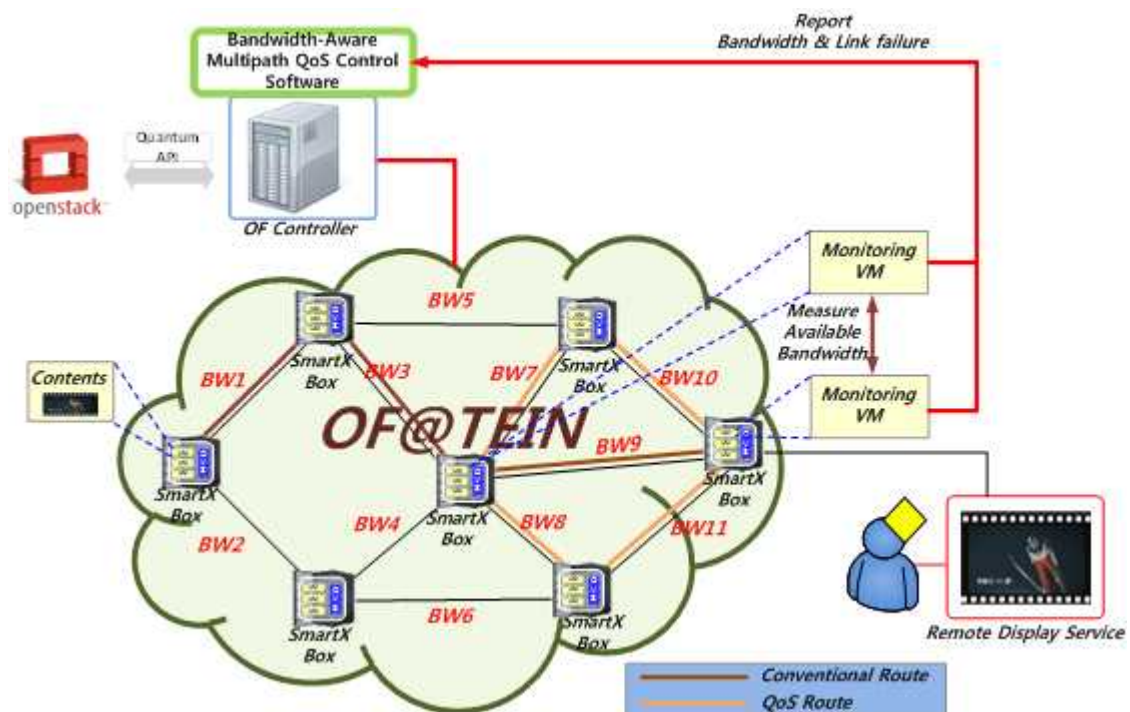 Report
Bandwidth & Link failure
Bandwidth-Aware
Multipath QoS Control
Software
Quantum
API
openstack
OF Controller
Monitoring
VM
Measure
Available
Bandwidth
Monitoring
VM
BW5
SmartX
Box
SmartX
Box
BW1
BW3
BW7
BW10
Contents
OF@TEIN
BW9
SmartX
Box
SmartX
Box
SmartX
Box
BW2
BW4
BW8
BW11
SmartX
Box
BW6
SmartX
Box
Remote Display Service
Conventional Route
QoS Route